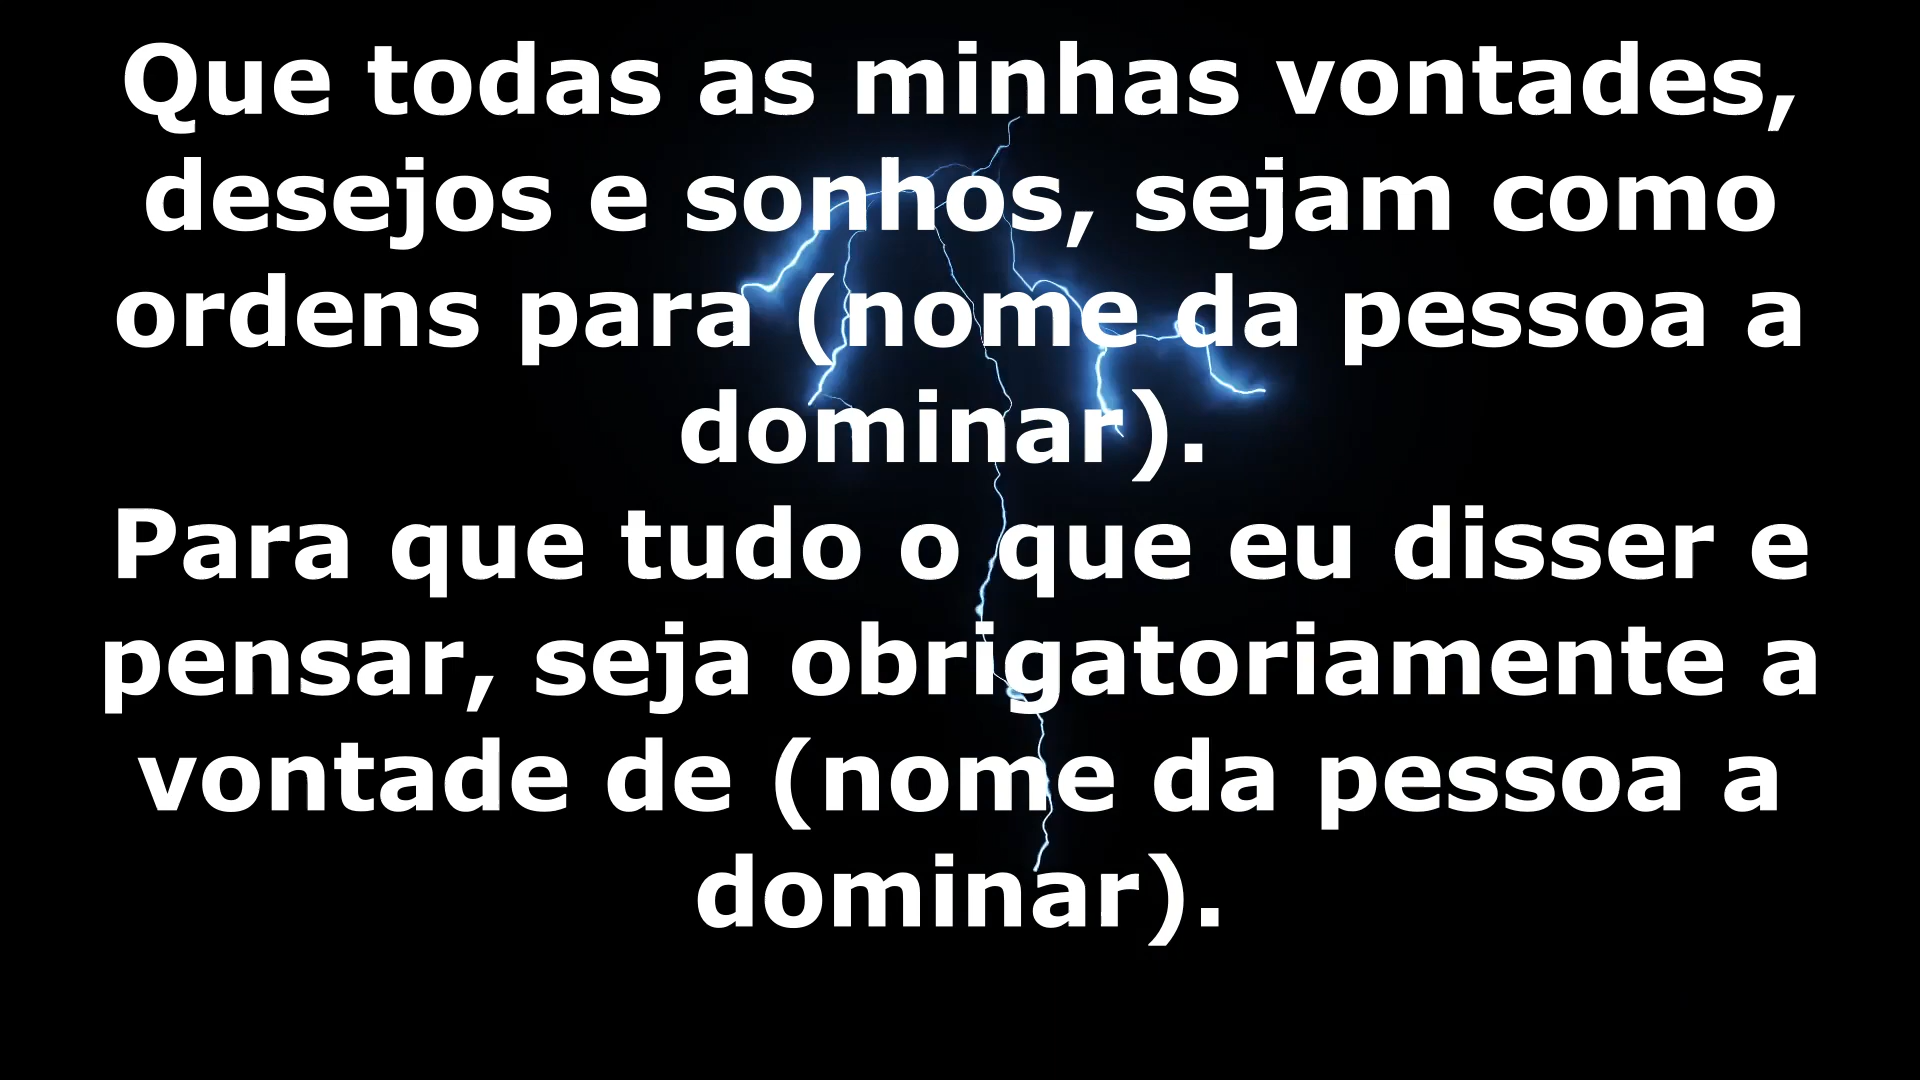 Que todas as minhas vontades,
desejos e sonhos, sejam como
ordens para (nome da pessoa a
dominar).
Para que tudo o que eu disser e
pensar, seja obrigatoriamente a
vontade de (nome da pessoa a
dominar).